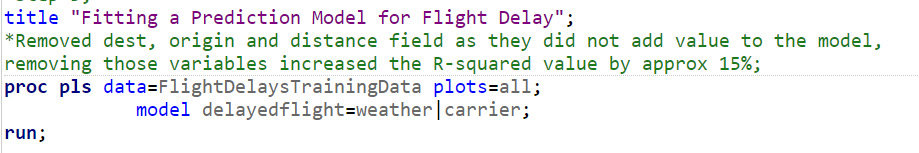 title "Fitting a Prediction Model for Flight Delay";
*Removed dest, origin and distance field as they did not add value to the model,
removing those variables increased the R-squared value by approx 15%;
proc pls data=FlightDelaysTrainingData plots=all;
model delayedflight=weather|carrier;
run;